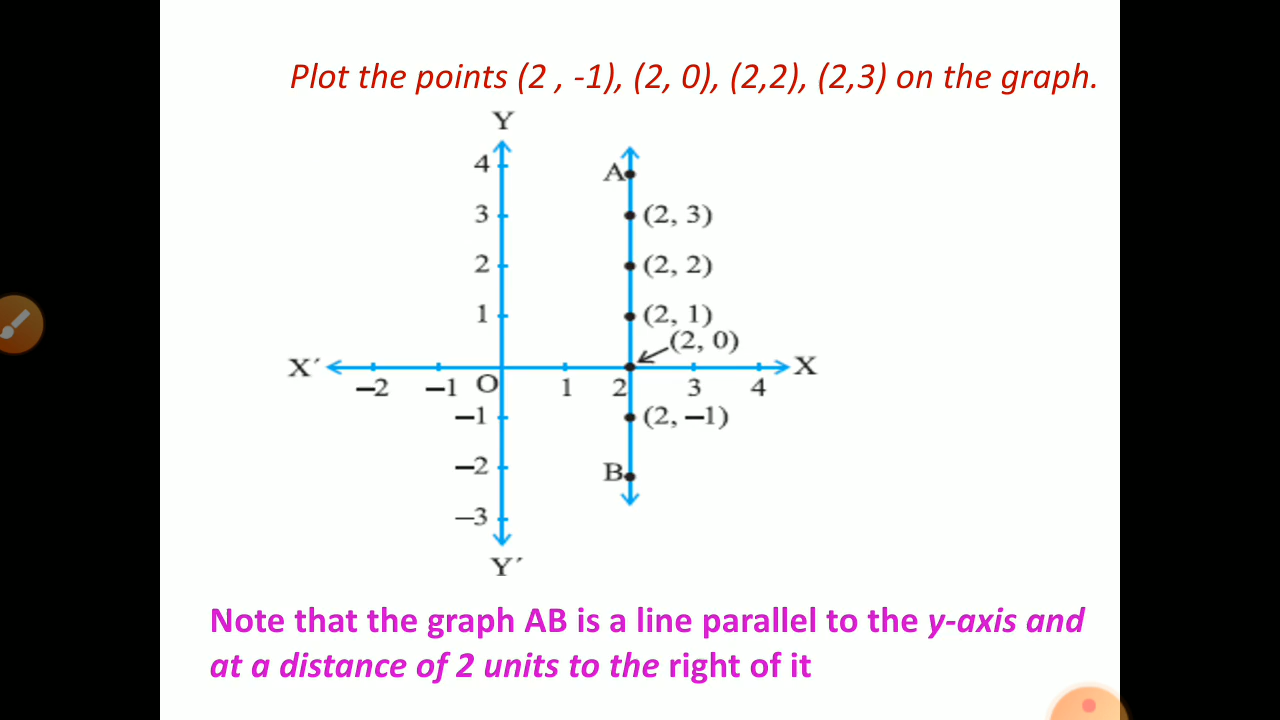 Plot the points (2 , -1), (2, 0), (2,2), (2,3) on the graph.
Y
4
A
3
(2, 3)
2
(2, 2)
1
(2, 1)
(2, 0)
X′
X
−2 −1 O 1 2 3 4
−1
(2, −1)
−2
B
−3
Y′
Note that the graph AB is a line parallel to the y-axis and
at a distance of 2 units to the right of it